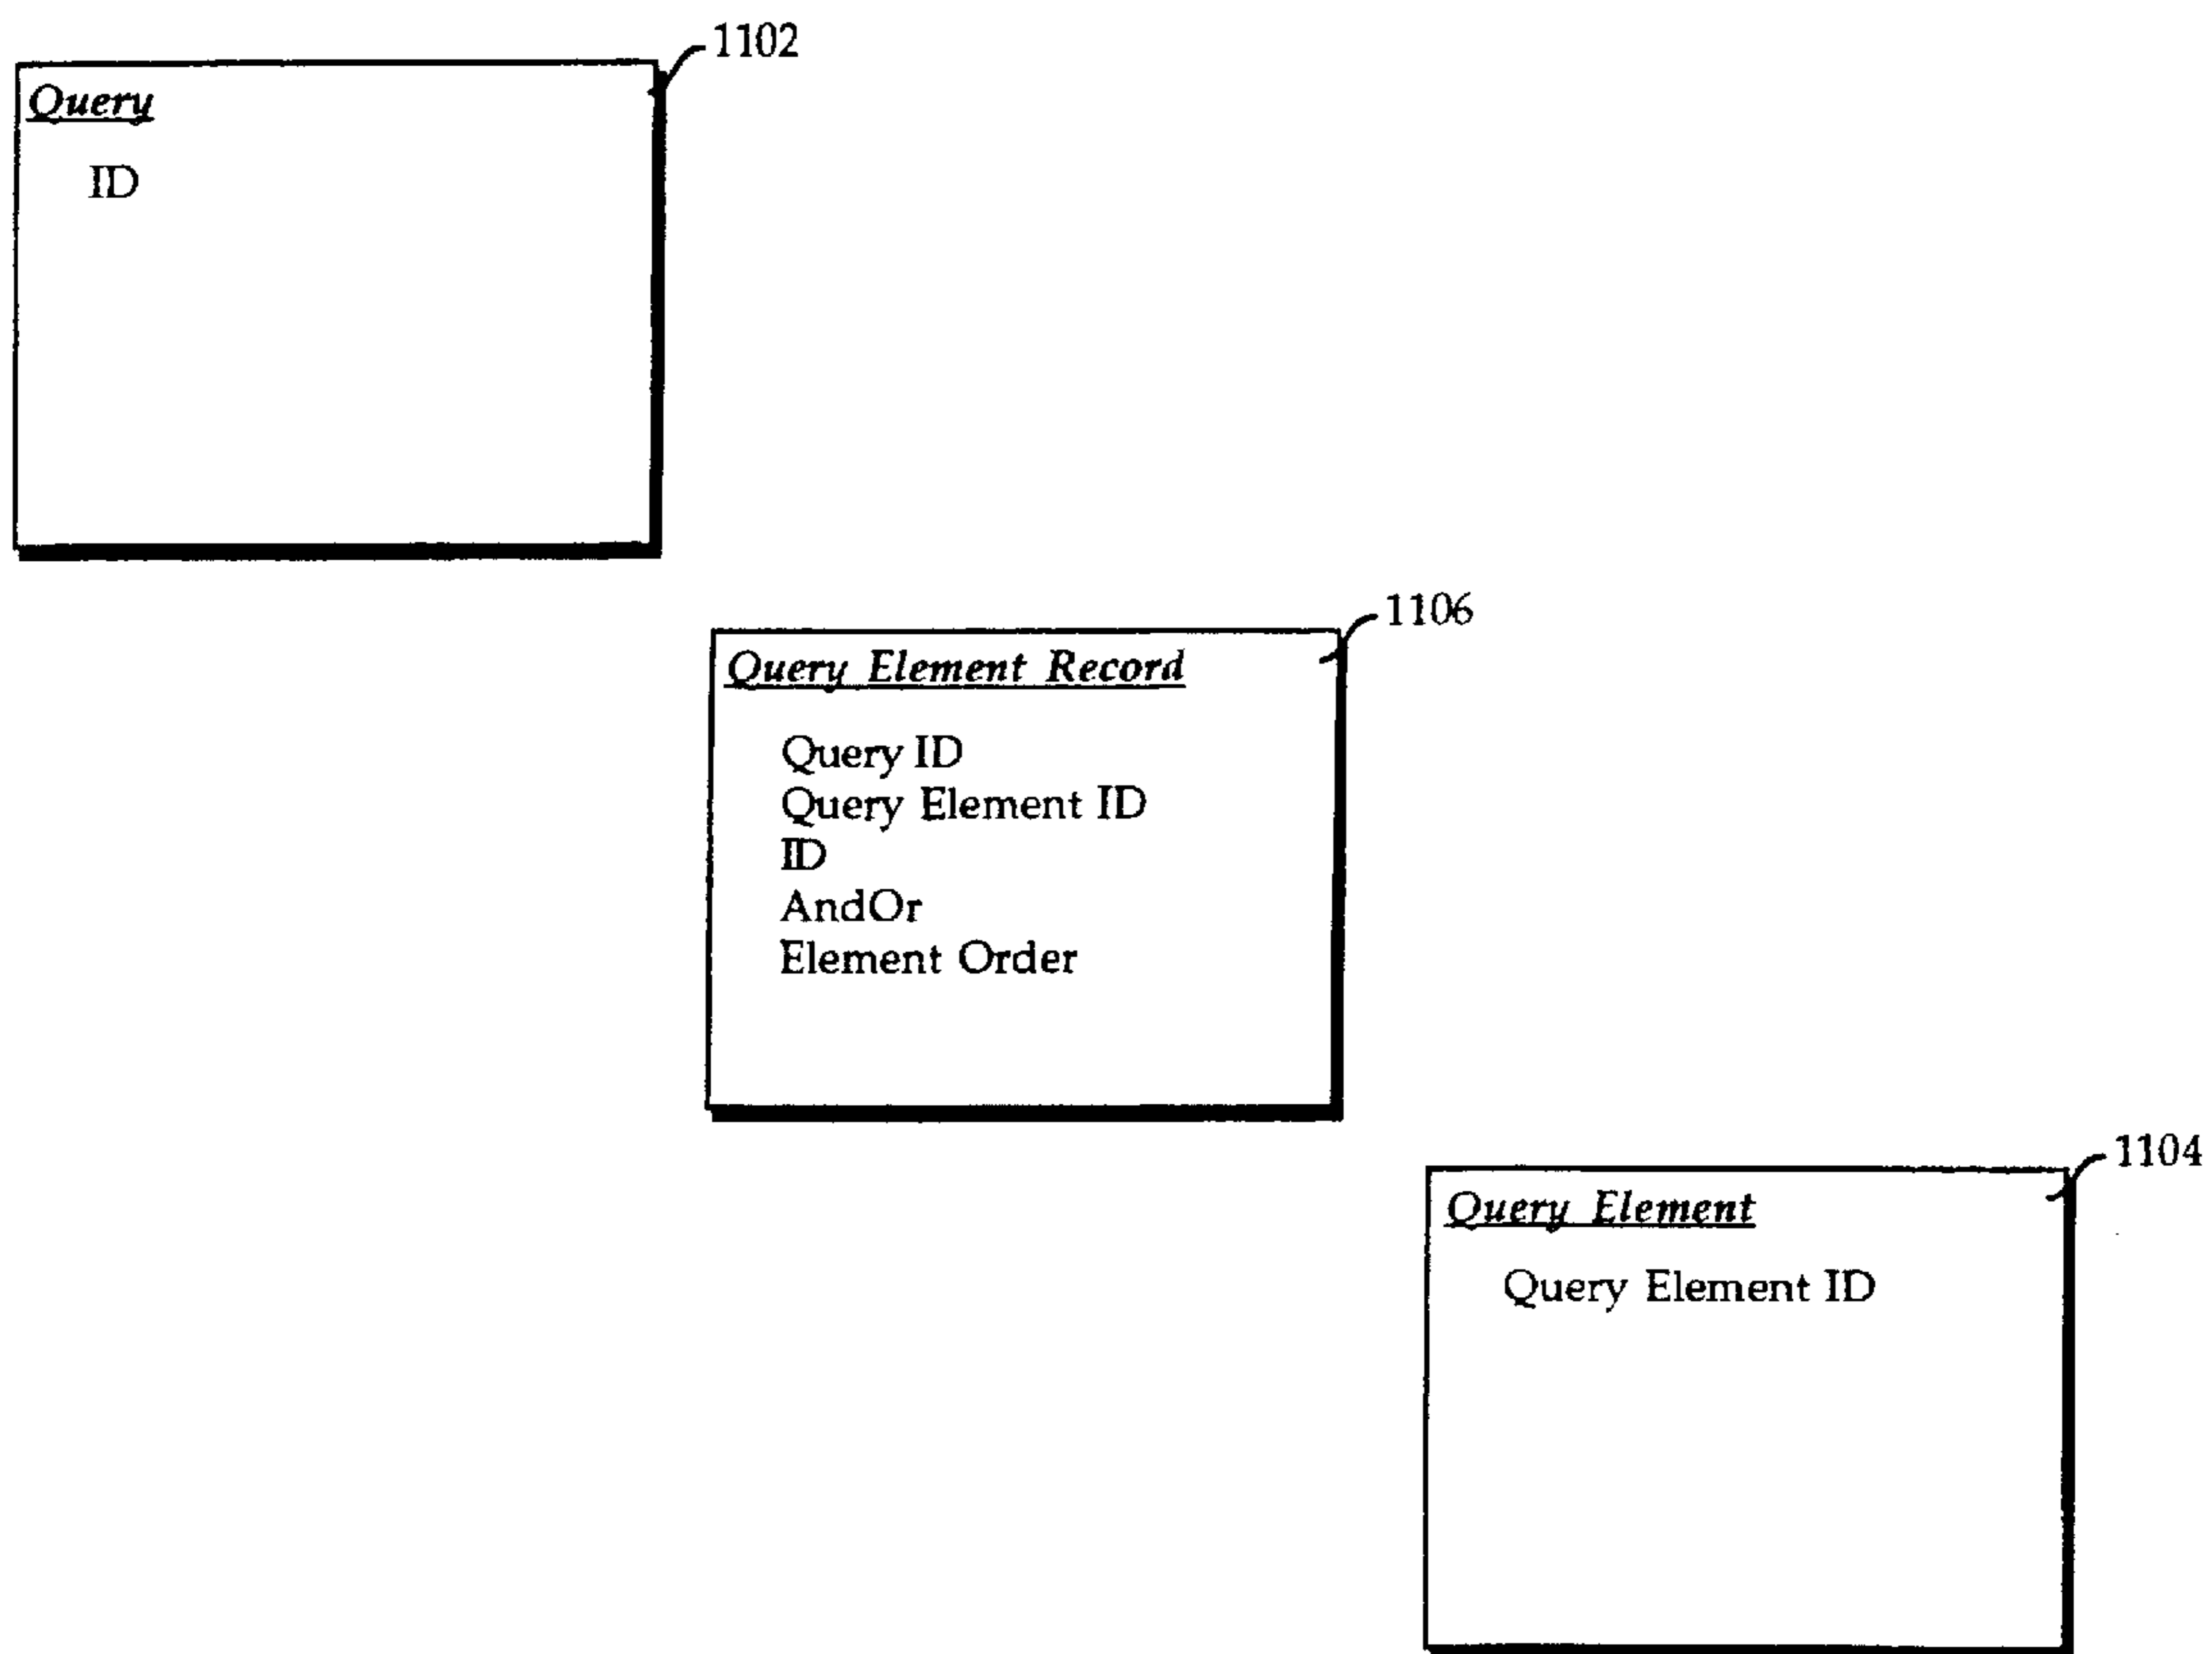 1102
Query
ID
1106
Query Element Record
Query ID
Query Element ID
ID
AndOr
Element Order
1104
Query Element
Query Element ID